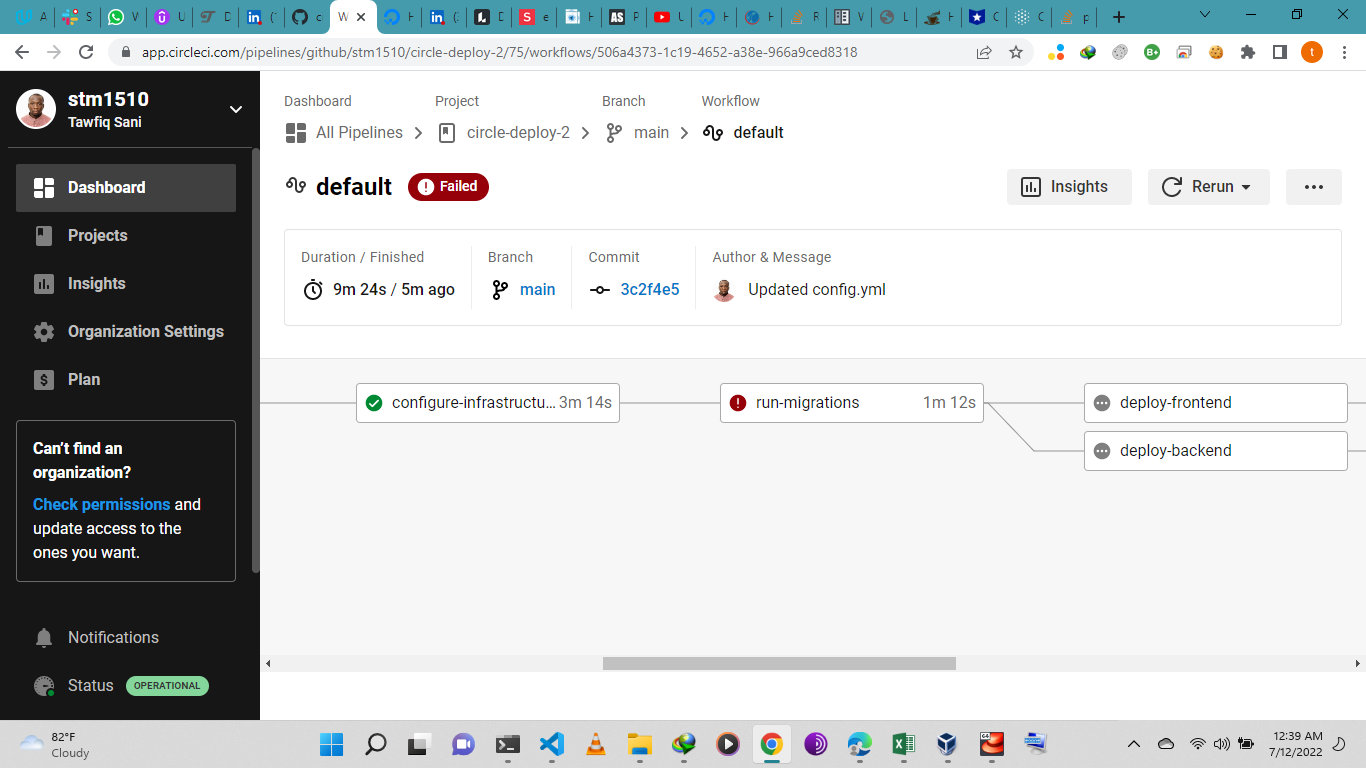 A
S
W
U
D
(
c
W
H
(2
D
e
H
P
U
H
H
R
W
L
H
C
C
p
app.circleci.com/pipelines/github/stm1510/circle-deploy-2/75/workflows/506a4373-1c19-4652-a38e-966a9ced8318
B+
t
stm1510
Tawfiq Sani
Dashboard
Projects
Insights
Organization Settings
Plan
Can't find an
organization?
Check permissions and
update access to the
ones you want.
Notifications
Status OPERATIONAL
Dashboard Project Branch Workflow
All Pipelines circle-deploy-2 main default
default Failed
Insights Rerun
Duration / Finished Branch Commit Author & Message
9m 24s / 5m ago main 3c2f4e5 Updated config.yml
configure-infrastructu... 3m 14s run-migrations 1m 12s deploy-frontend
deploy-backend
82°F
Cloudy
64
12:39 AM
7/12/2022